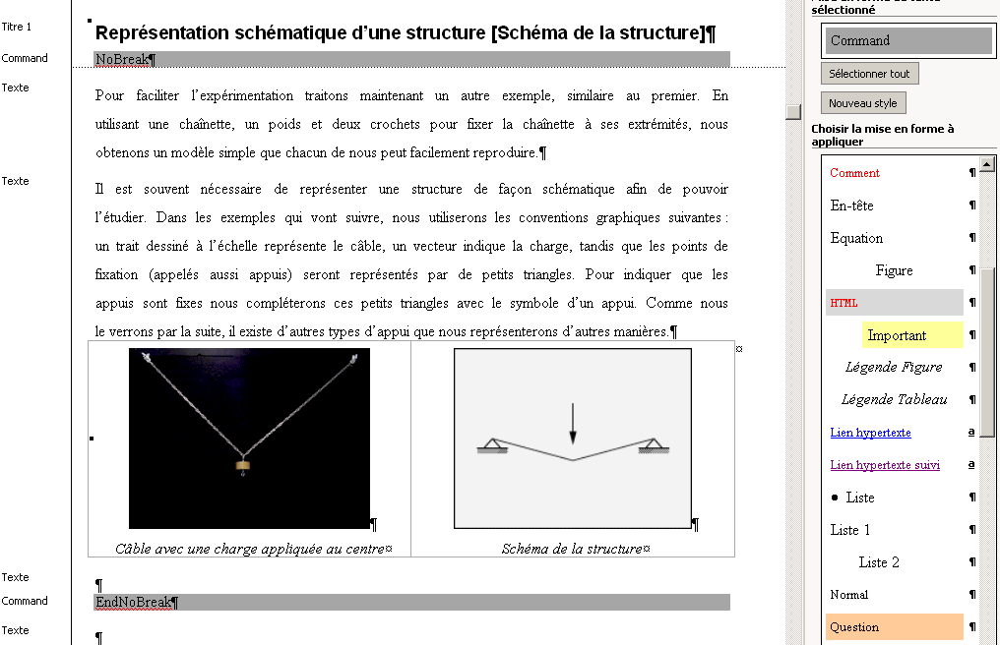 Titre 1
Représentation schématique d’une structure [Schéma de la structure]¶
Command
NoBreak¶
Texte
Pour faciliter l’expérimentation traitons maintenant un autre exemple, similaire au premier. En
utilisant une chaînette, un poids et deux crochets pour fixer la chaînette à ses extrémités, nous
obtenons un modèle simple que chacun de nous peut facilement reproduire.¶
Texte
Il est souvent nécessaire de représenter une structure de façon schématique afin de pouvoir
l’étudier. Dans les exemples qui vont suivre, nous utiliserons les conventions graphiques suivantes :
un trait dessiné à l’échelle représente le câble, un vecteur indique la charge, tandis que les points de
fixation (appelés aussi appuis) seront représentés par de petits triangles. Pour indiquer que les
appuis sont fixes nous compléterons ces petits triangles avec le symbole d’un appui. Comme nous
le verrons par la suite, il existe d’autres types d’appui que nous représenterons d’autres manières.¶
¤
¶
Câble avec une charge appliquée au centre¤
¶
Schéma de la structure¤
Texte
¶
Command
EndNoBreak¶
Texte
¶
sélectionné
Command
Sélectionner tout
Nouveau style
Choisir la mise en forme à
appliquer
Comment ¶
En-tête ¶
Equation ¶
Figure ¶
HTML ¶
Important ¶
Légende Figure ¶
Légende Tableau ¶
Lien hypertexte a
Lien hypertexte suivi a
• Liste ¶
Liste 1 ¶
Liste 2 ¶
Normal ¶
Question ¶